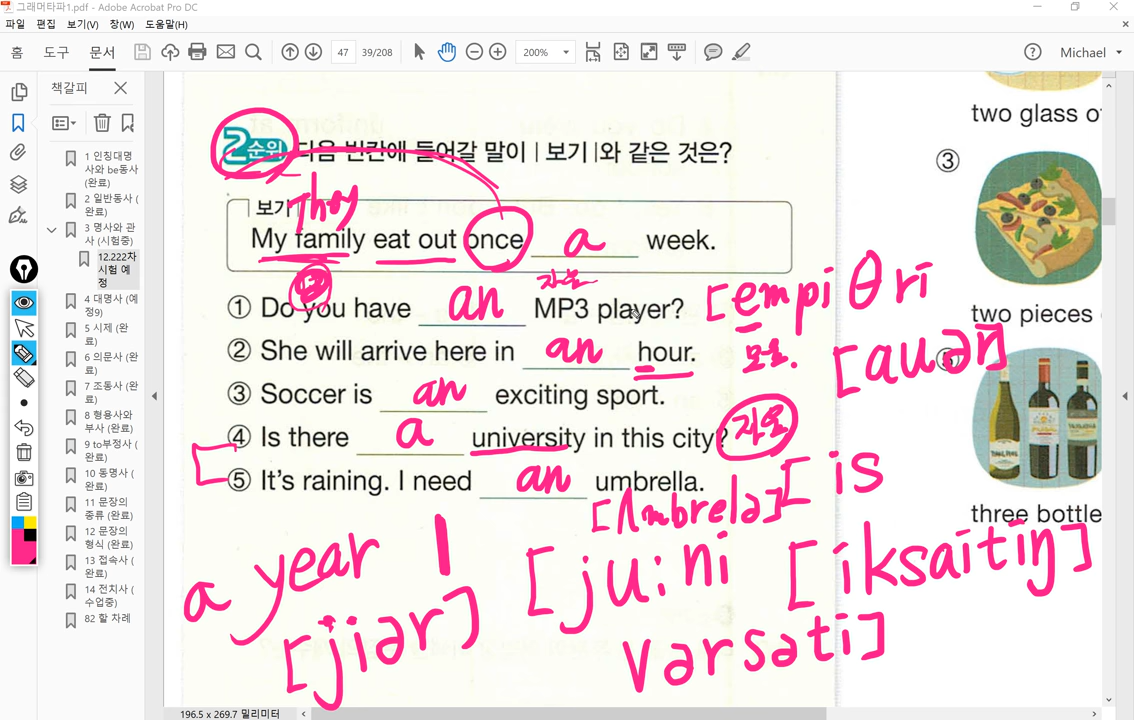 그래머타파1.pdf - Adobe Acrobat Pro DC
파일 편집 보기(V) 창(W) 도움말(H)
홈 도구 문서 47 39/208 200% Michael
책갈피
1 인칭대명
사와 be동사
(완료)
2 일반동사 (
완료)
3 명사와 관
사 (시험중)
12.222차
시험 예
정
4 대명사 (예
정9)
5 시제 (완
료)
6 의문사 (
완료)
7 조동사 (
완료)
8 형용사와
부사 (완료)
9 to부정사 (
완료)
10 동명사 (
완료)
11 문장의
종류 (완료)
12 문장의
형식 (완료)
13 접속사 (
완료)
14 전치사 (
수업중)
82 할 차례
2순위 다음 빈칸에 들어갈 말이 |보기|와 같은 것은?
보기
They
My family eat out once a week.
자음
① Do you have an MP3 player? [empiθri
② She will arrive here in an hour. 모음. [auər]
③ Soccer is an exciting sport.
④ Is there a university in this city? 자음
⑤ It's raining. I need an umbrella. [is
[ʌmbrelə]
a year [ju:ni [iksaitiŋ]
[jiər] vərsəti]
two glass o
③
two pieces
⑤
three bottle
196.5 x 269.7 밀리미터